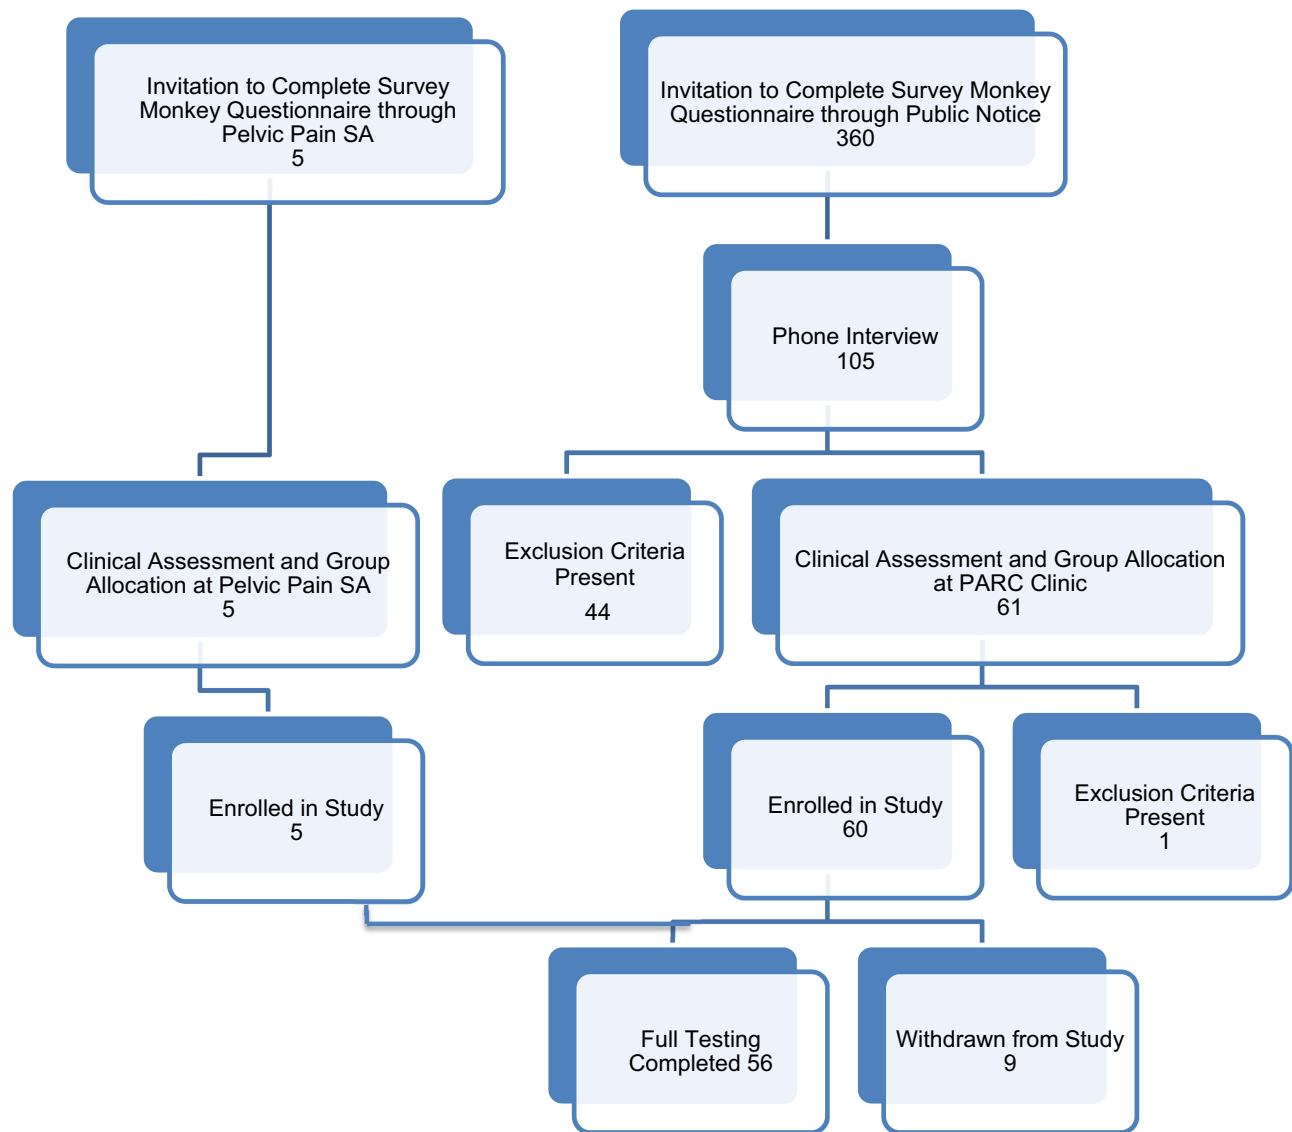 Invitation to Complete Survey
Monkey Questionnaire through
Pelvic Pain SA
5
Invitation to Complete Survey Monkey
Questionnaire through Public Notice
360
Phone Interview
105
Clinical Assessment and Group
Allocation at Pelvic Pain SA
5
Exclusion Criteria
Present
44
Clinical Assessment and Group Allocation
at PARC Clinic
61
Enrolled in Study
5
Enrolled in Study
60
Exclusion Criteria
Present
1
Full Testing
Completed 56
Withdrawn from Study
9